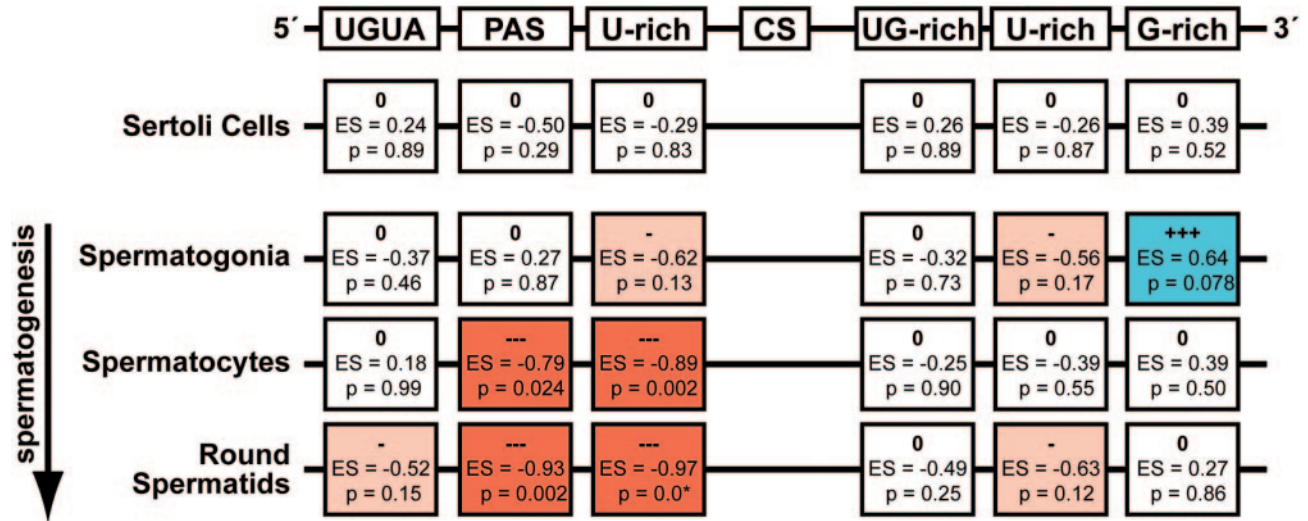 5´ UGUA PAS U-rich CS UG-rich U-rich G-rich 3´
0 0 0 0 0 0
Sertoli Cells ES = 0.24 ES = -0.50 ES = -0.29 ES = 0.26 ES = -0.26 ES = 0.39
p = 0.89 p = 0.29 p = 0.83 p = 0.89 p = 0.87 p = 0.52
spermatogenesis
0 0 - 0 - +++
Spermatogonia ES = -0.37 ES = 0.27 ES = -0.62 ES = -0.32 ES = -0.56 ES = 0.64
p = 0.46 p = 0.87 p = 0.13 p = 0.73 p = 0.17 p = 0.078
0 --- --- 0 0 0
Spermatocytes ES = 0.18 ES = -0.79 ES = -0.89 ES = -0.25 ES = -0.39 ES = 0.39
p = 0.99 p = 0.024 p = 0.002 p = 0.90 p = 0.55 p = 0.50
Round - --- --- 0 - 0
Spermatids ES = -0.52 ES = -0.93 ES = -0.97 ES = -0.49 ES = -0.63 ES = 0.27
p = 0.15 p = 0.002 p = 0.0* p = 0.25 p = 0.12 p = 0.86